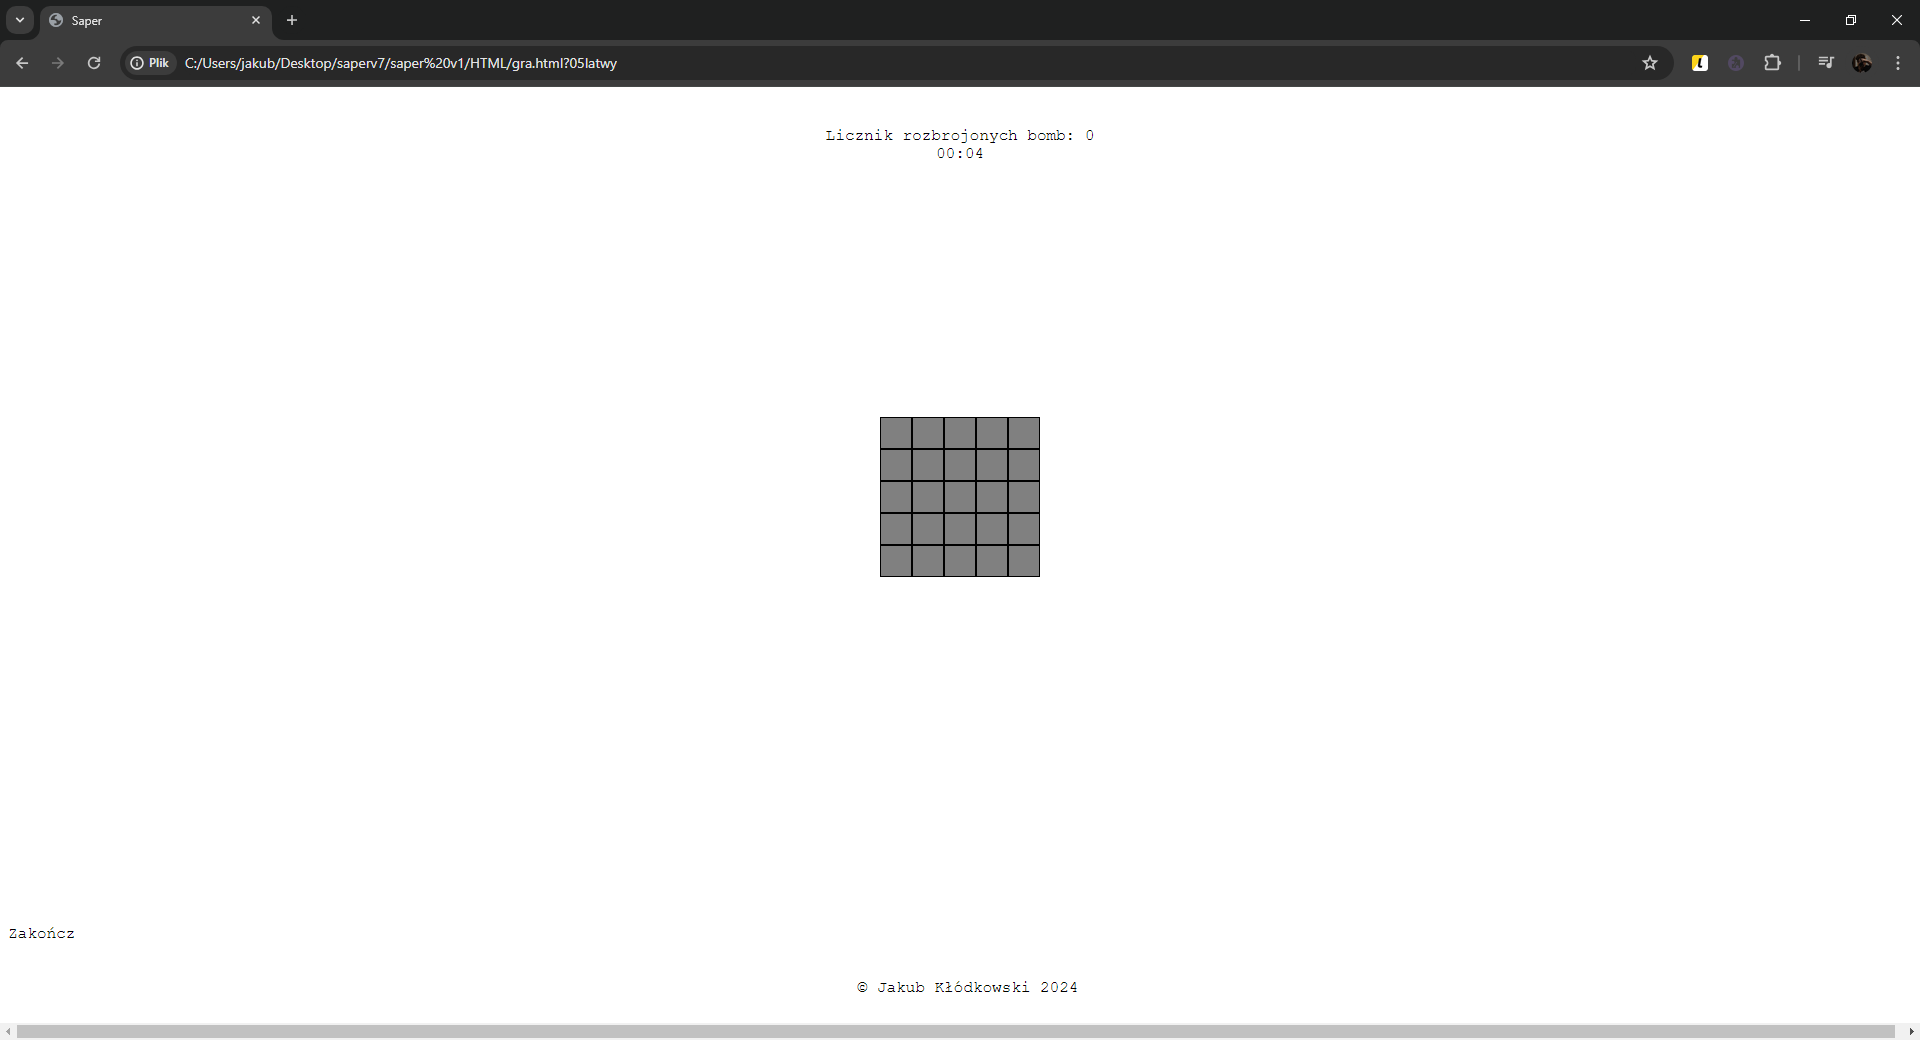 Saper
Plik
C:/Users/jakub/Desktop/saperv7/saper%20v1/HTML/gra.html?05latwy
Licznik rozbrojonych bomb: 0
00:04
Zakończ
© Jakub Kłódkowski 2024